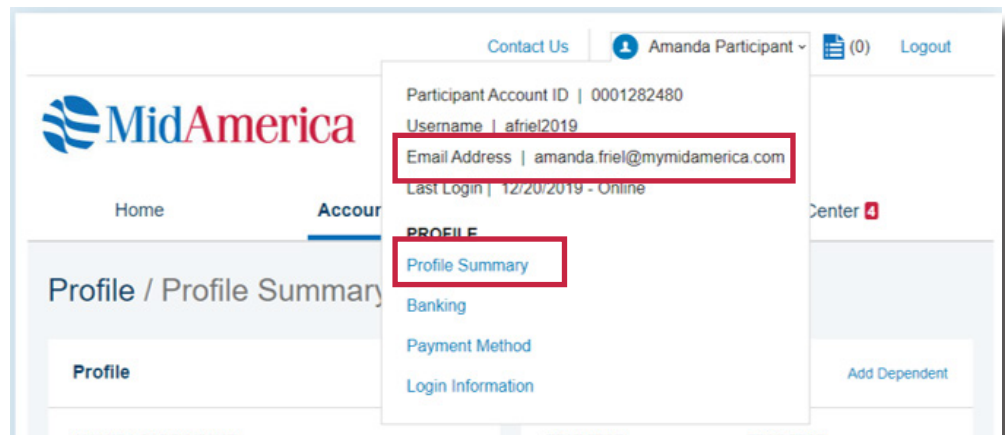 Contact Us
Amanda Participant
(0)
Logout
MidAmerica
Participant Account ID | 0001282480
Username | afriel2019
Email Address | amanda.friel@mymidamerica.com
Last Login | 12/20/2019 - Online
Home
Accour
Center 4
PROFILE
Profile Summary
Profile / Profile Summary
Banking
Payment Method
Profile
Add Dependent
Login Information